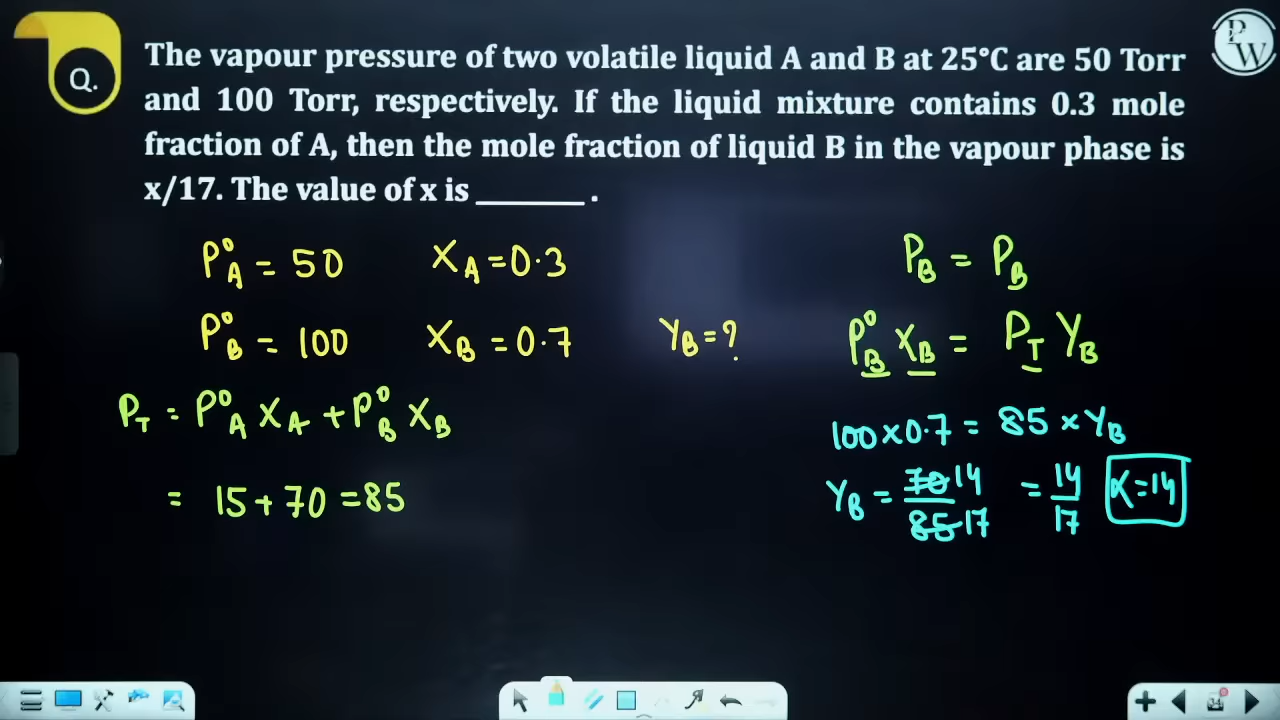 Q.
The vapour pressure of two volatile liquid A and B at 25°C are 50 Torr
and 100 Torr, respectively. If the liquid mixture contains 0.3 mole
fraction of A, then the mole fraction of liquid B in the vapour phase is
x/17. The value of x is _______ .
PW
P°A = 50 XA = 0.3
P°B = 100 XB = 0.7 YB = ?
PT = P°A XA + P°B XB
= 15 + 70 = 85
PB = PB
P°B XB = PT YB
100 × 0.7 = 85 × YB
YB = 70 14 / 85 17 = 14/17 x = 14